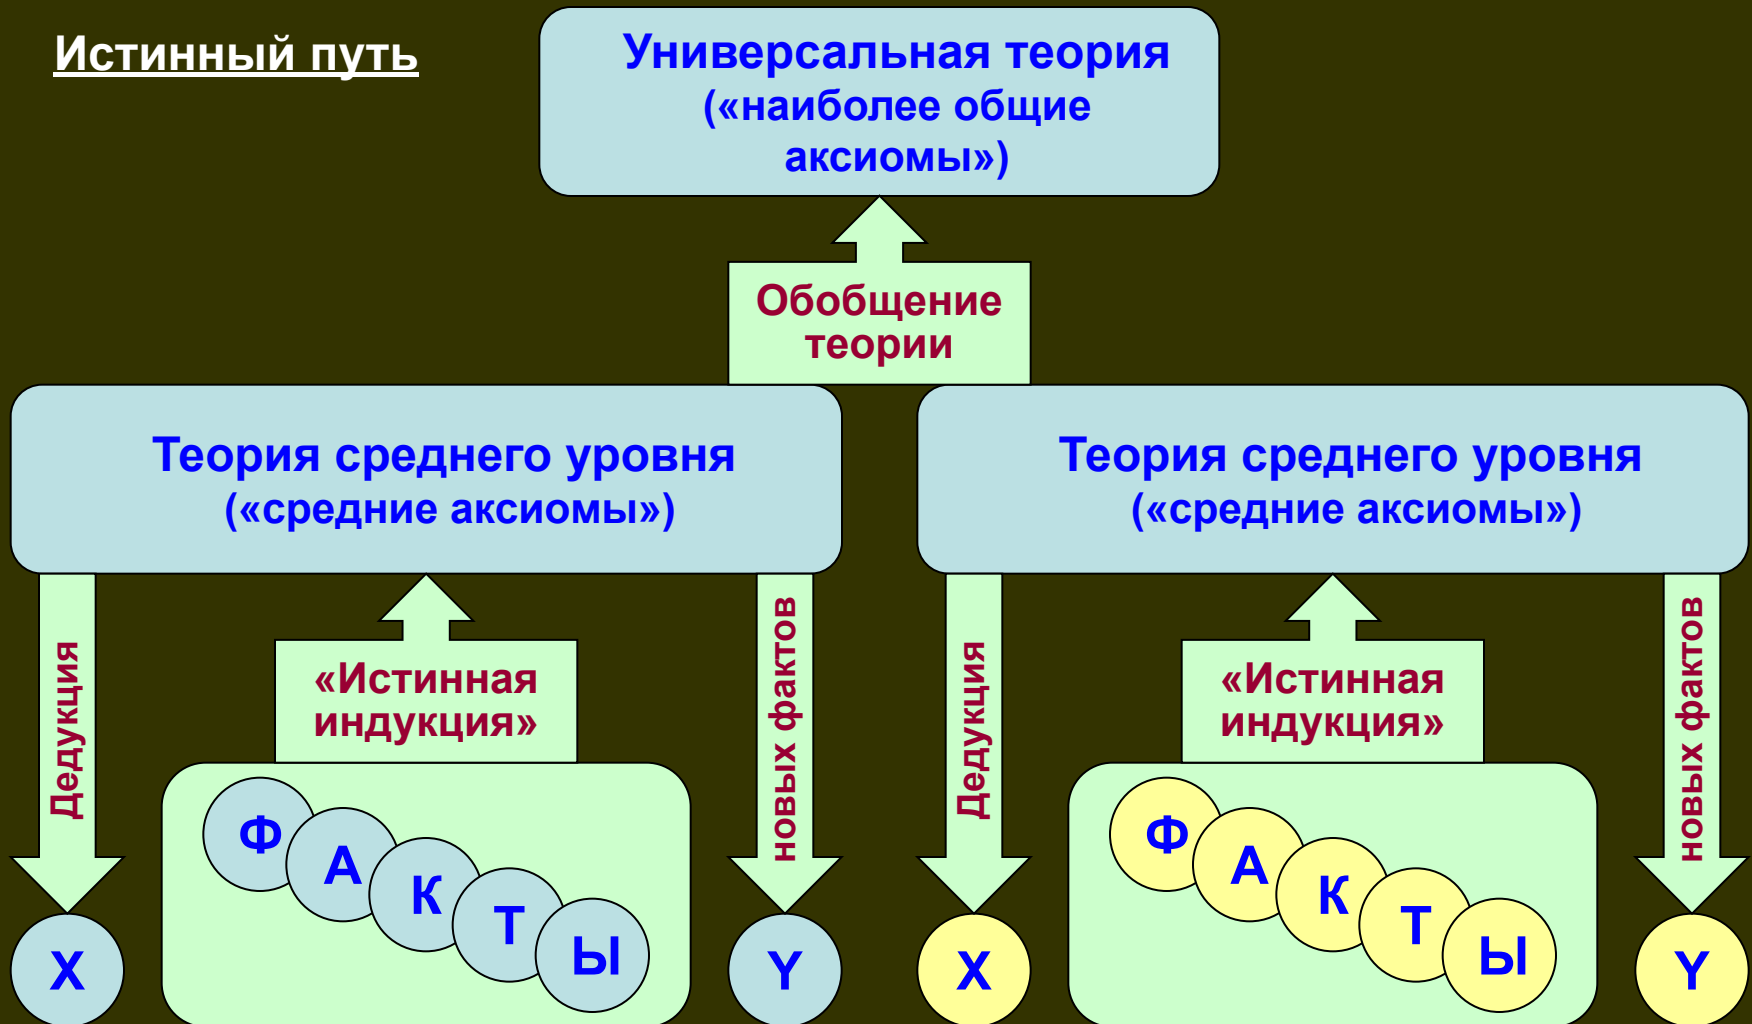 Истинный путь
Универсальная теория
(«наиболее общие
аксиомы»)
Обобщение
теории
Теория среднего уровня
(«средние аксиомы»)
Теория среднего уровня
(«средние аксиомы»)
Дедукция
«Истинная
индукция»
новых фактов
Дедукция
«Истинная
индукция»
новых фактов
Ф А К Т Ы
Ф А К Т Ы
X
Y
X
Y